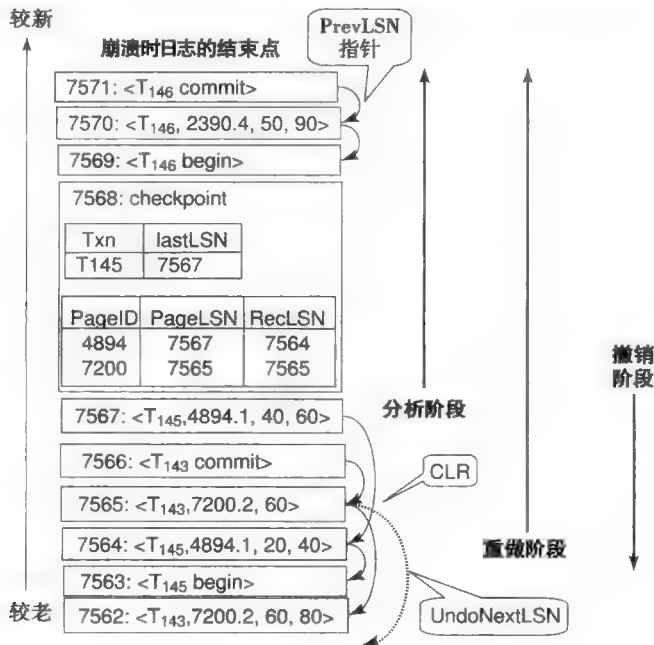 较新
崩溃时日志的结束点
PrevLSN
指针
7571: <T146 commit>
7570: <T146, 2390.4, 50, 90>
7569: <T146 begin>
7568: checkpoint
Txn lastLSN
T145 7567
PageID PageLSN RecLSN
4894 7567 7564
7200 7565 7565
7567: <T145,4894.1, 40, 60>
7566: <T143 commit>
7565: <T143,7200.2, 60>
7564: <T145,4894.1, 20, 40>
7563: <T145 begin>
7562: <T143,7200.2, 60, 80>
较老
分析阶段
CLR
重做阶段
撤销
阶段
UndoNextLSN